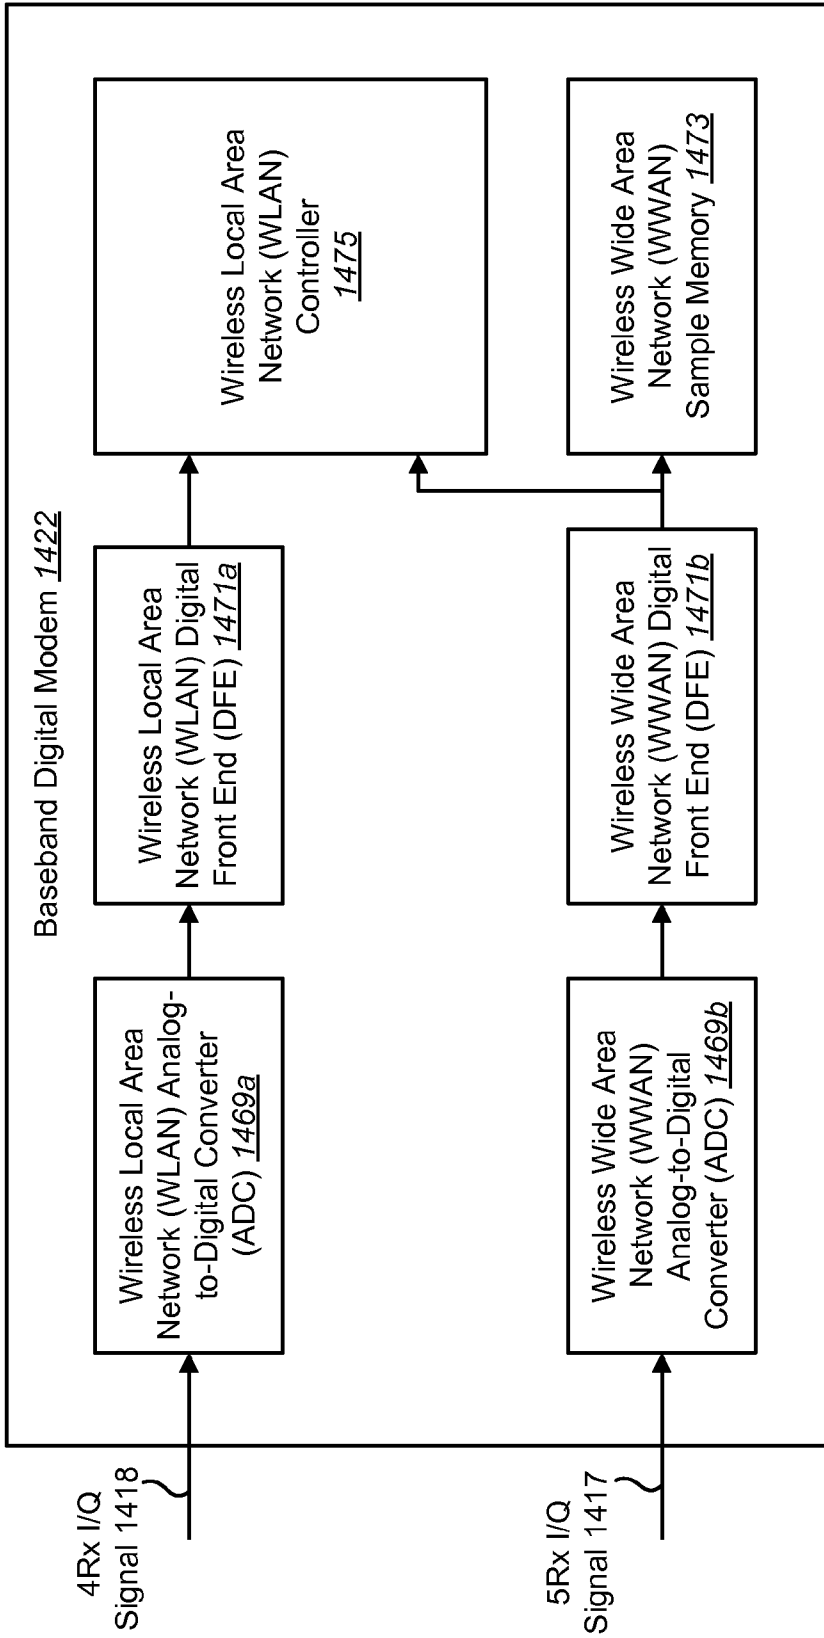 Baseband Digital Modem 1422
4Rx I/Q
Signal 1418
Wireless Local Area
Network (WLAN) Analog-
to-Digital Converter
(ADC) 1469a
Wireless Local Area
Network (WLAN) Digital
Front End (DFE) 1471a
Wireless Local Area
Network (WLAN)
Controller
1475
5Rx I/Q
Signal 1417
Wireless Wide Area
Network (WWAN)
Analog-to-Digital
Converter (ADC) 1469b
Wireless Wide Area
Network (WWAN) Digital
Front End (DFE) 1471b
Wireless Wide Area
Network (WWAN)
Sample Memory 1473